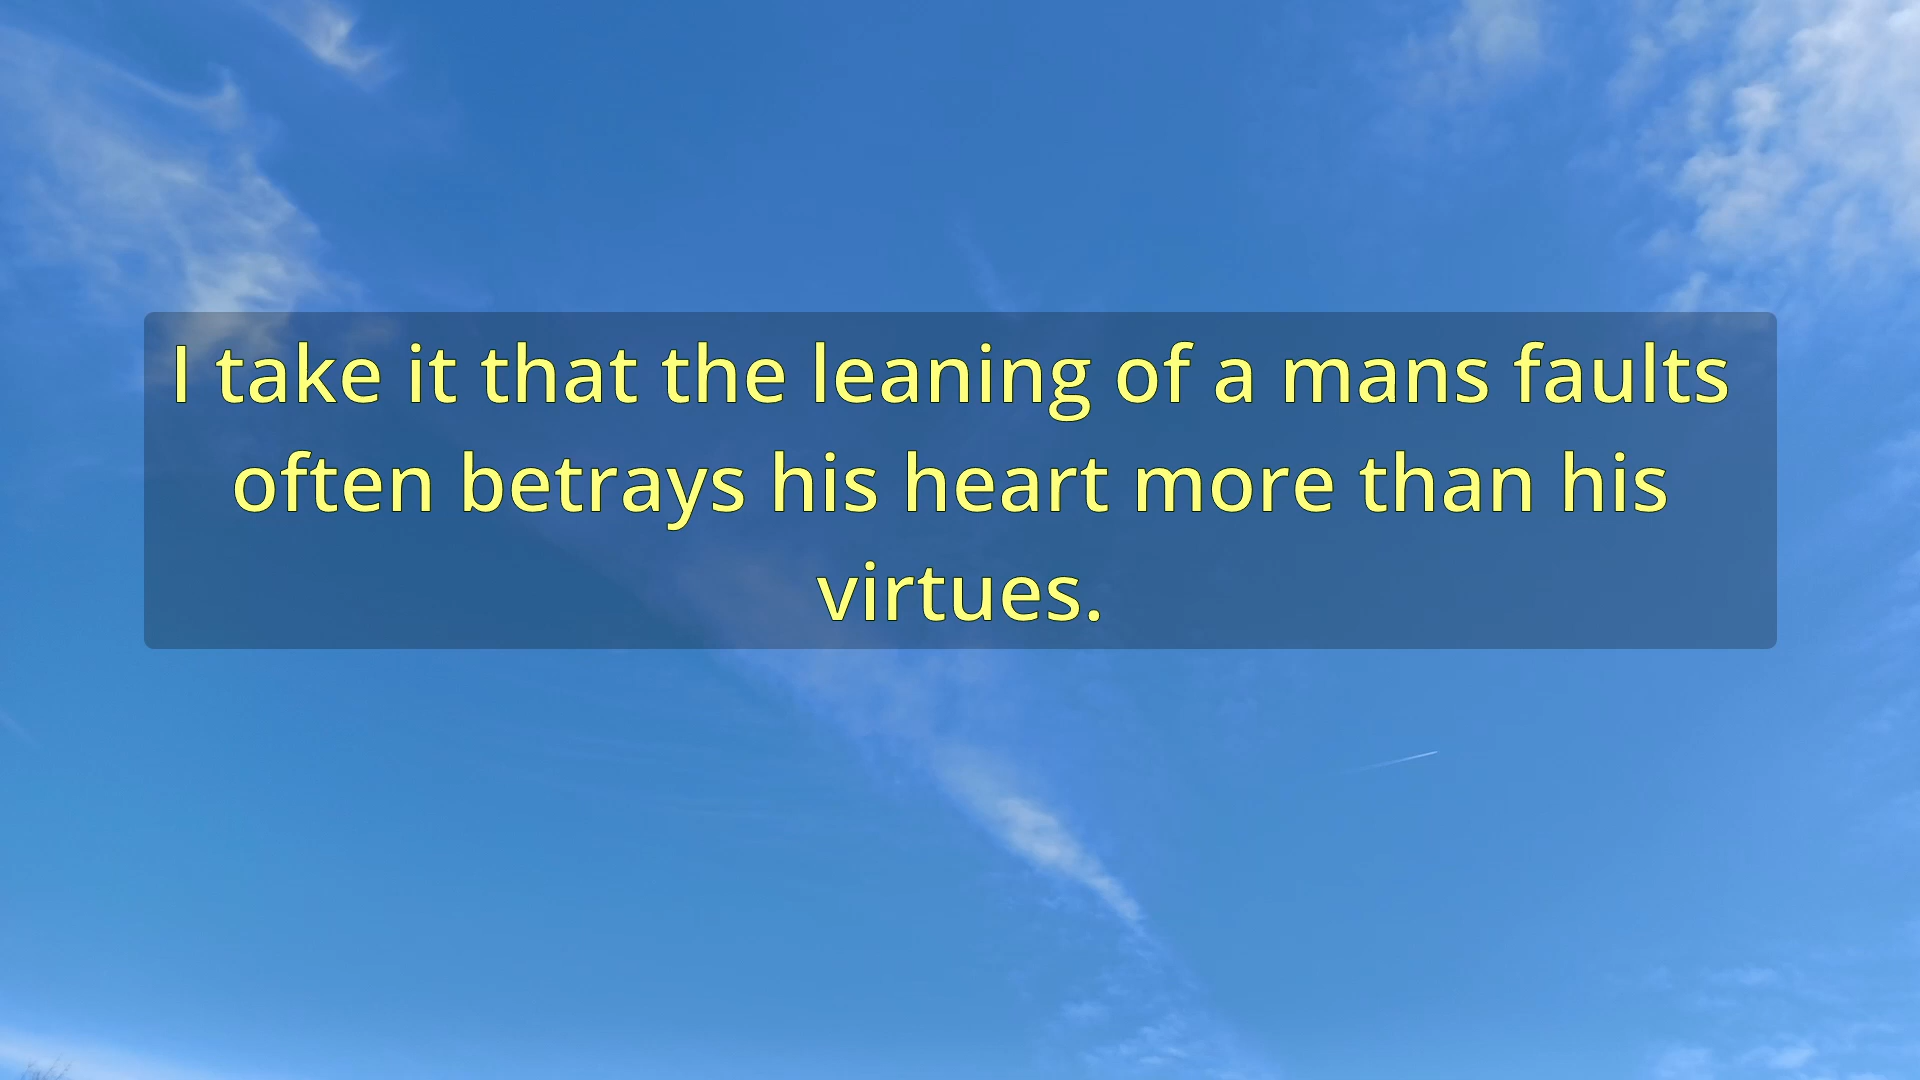 I take it that the leaning of a mans faults
often betrays his heart more than his
virtues.